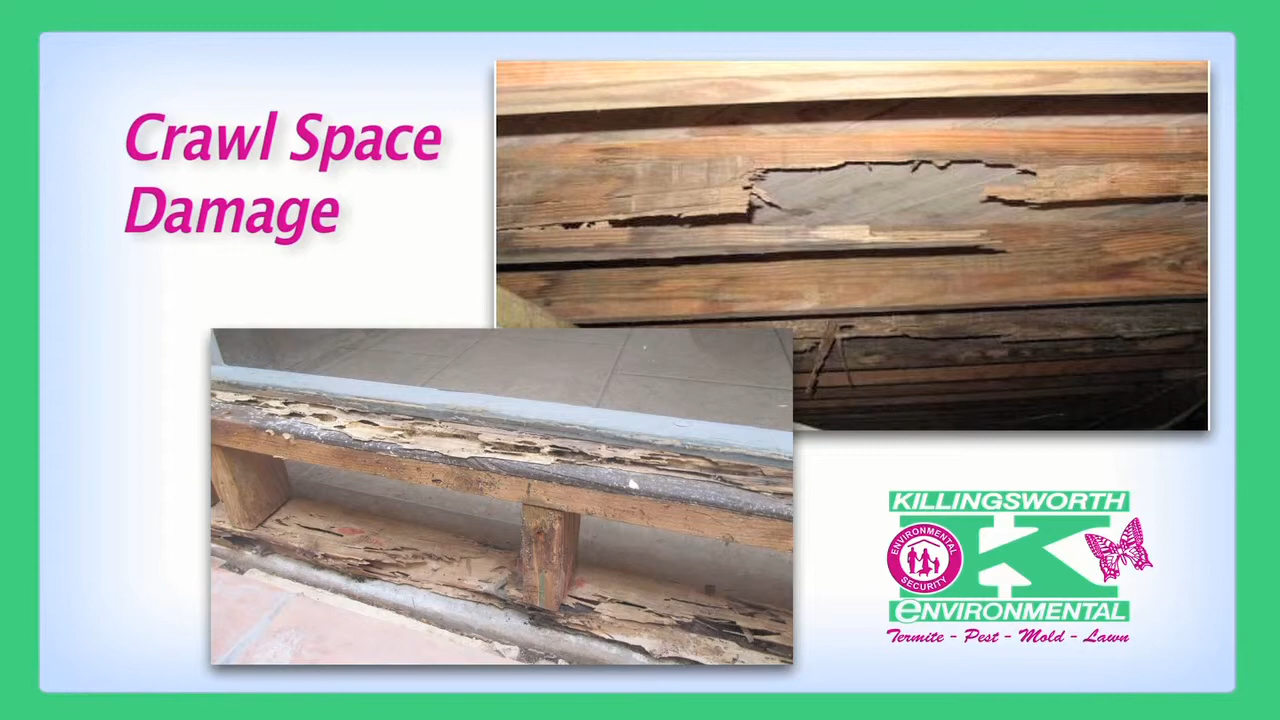 Crawl Space
Damage
KILLINGSWORTH
K
ENVIRONMENTAL
SECURITY
eNVIRONMENTAL
Termite - Pest - Mold - Lawn